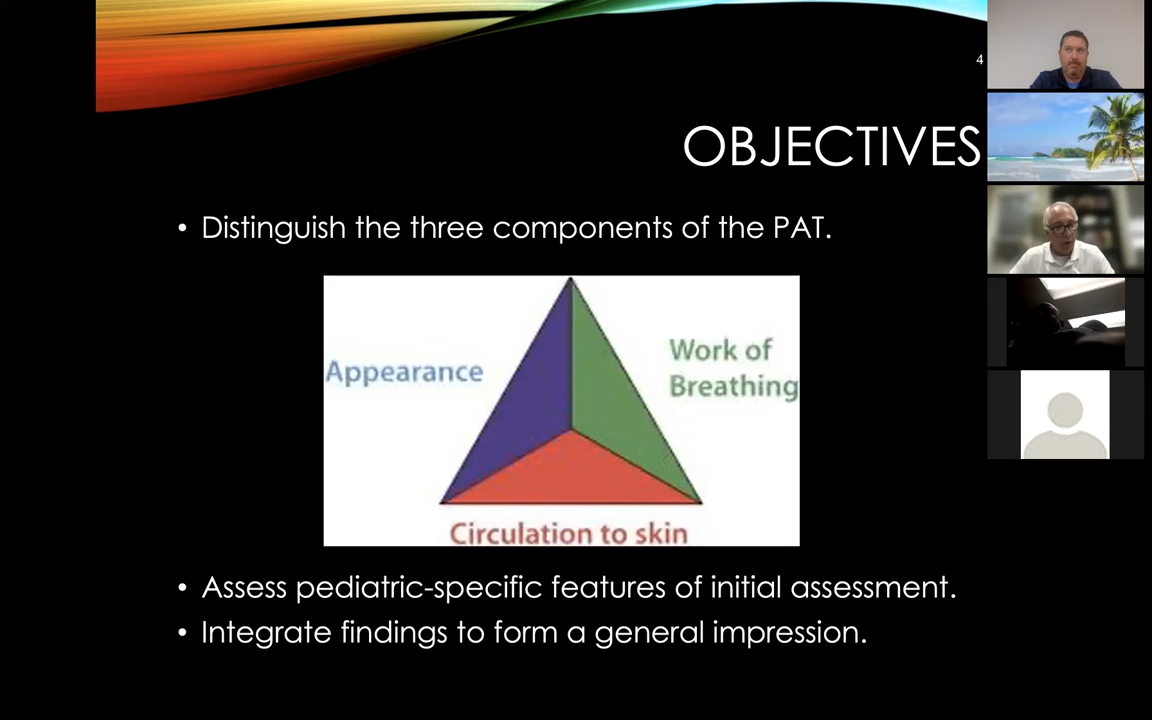 4
OBJECTIVES
• Distinguish the three components of the PAT.
Appearance
Work of
Breathing
Circulation to skin
• Assess pediatric-specific features of initial assessment.
• Integrate findings to form a general impression.